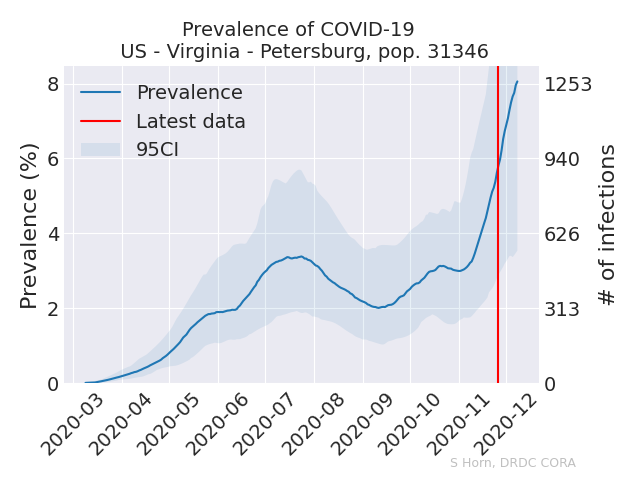 Prevalence of COVID-19
US - Virginia - Petersburg, pop. 31346
Prevalence
Latest data
95CI
Prevalence (%)
8
6
4
2
0
# of infections
1253
940
626
313
0
2020-03
2020-04
2020-05
2020-06
2020-07
2020-08
2020-09
2020-10
2020-11
2020-12
S Horn, DRDC CORA